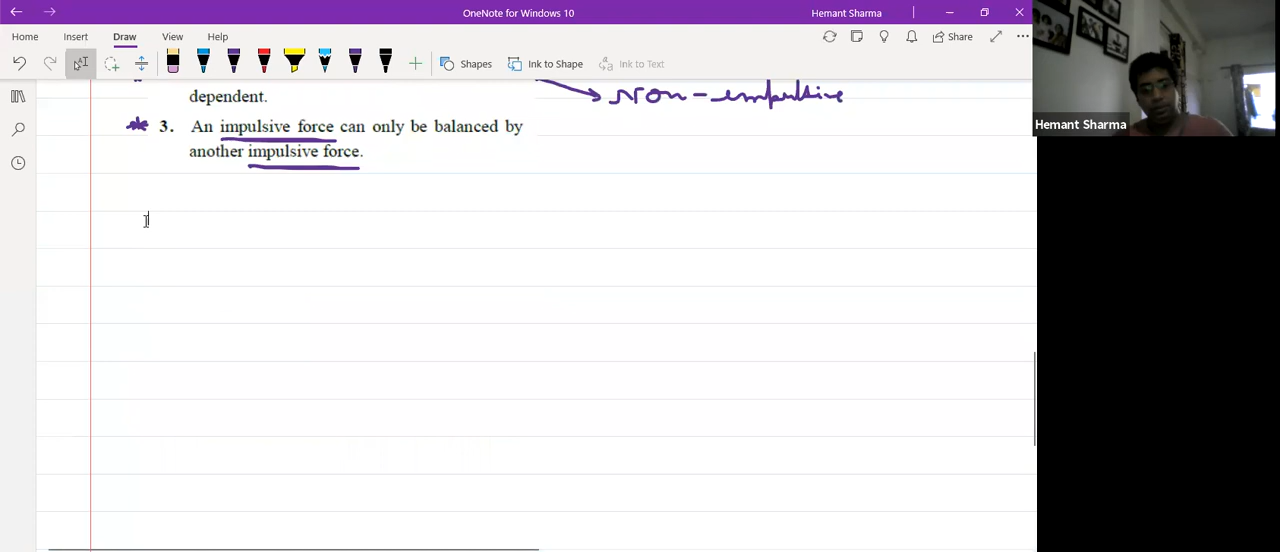 OneNote for Windows 10
Hemant Sharma
Home
Insert
Draw
View
Help
Share
Shapes
Ink to Shape
Ink to Text
dependent.
Non-impulsive
3. An impulsive force can only be balanced by
another impulsive force.
Hemant Sharma